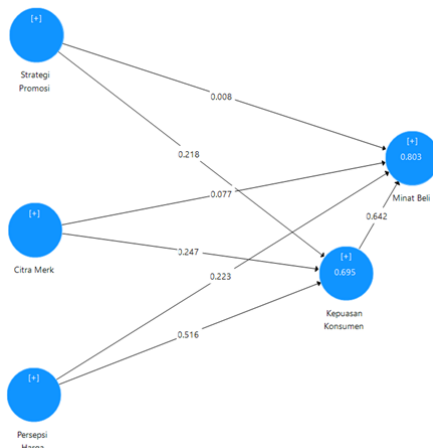 [+]
Strategi
Promosi
0.008
[+]
0.803
Minat Beli
0.218
0.077
0.642
[+]
Citra Merk
0.247
[+]
0.695
0.223
Kepuasan
Konsumen
0.516
[+]
Persepsi